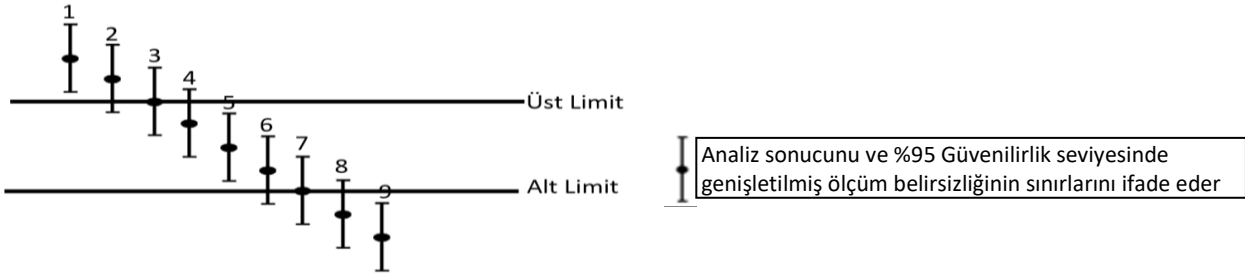 1
2
3
4
5
6
7
8
9
Üst Limit
Alt Limit
Analiz sonucunu ve %95 Güvenilirlik seviyesinde
genişletilmiş ölçüm belirsizliğinin sınırlarını ifade eder